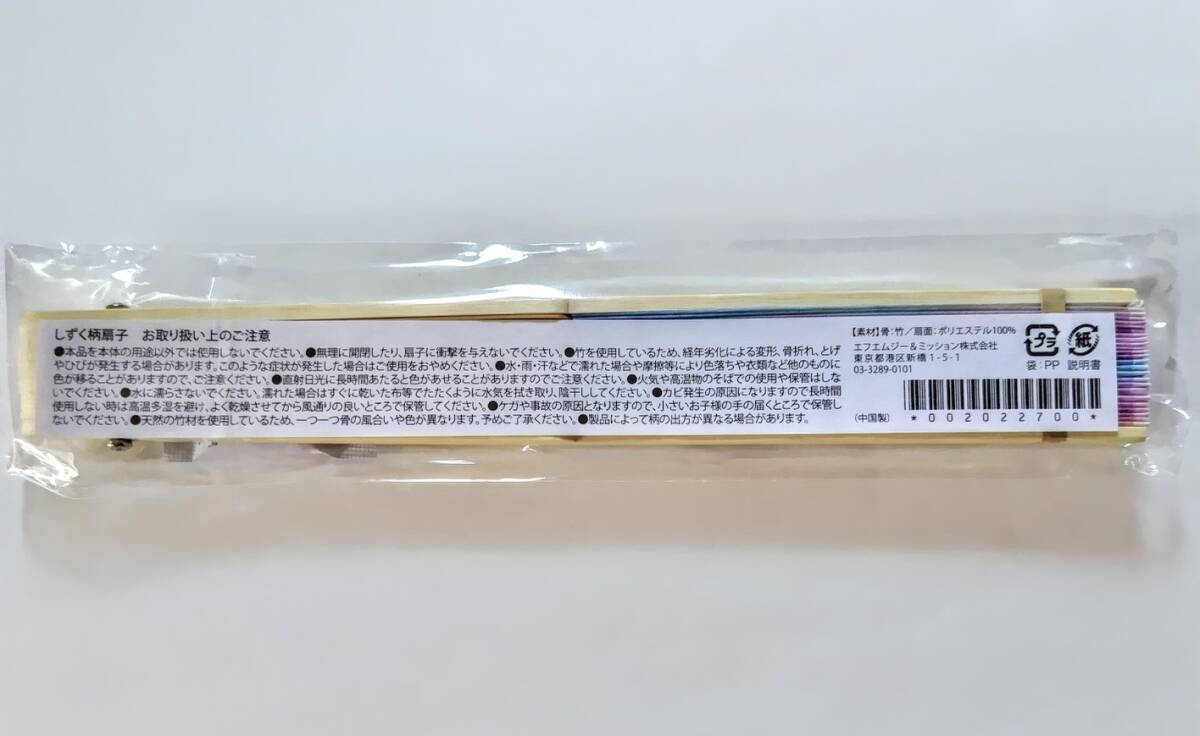 しずく柄扇子　お取り扱い上のご注意
●本品を本体の用途以外では使用しないでください。●無理に開閉したり、扇子に衝撃を与えないでください。●竹を使用しているため、経年劣化による変形、骨折れ、とげ
やひびが発生する場合があります。このような症状が発生した場合はご使用をおやめください。●水・雨・汗などで濡れた場合や摩擦等により色落ちや衣類など他のものに
色が移ることがありますので、ご注意ください。●直射日光に長時間あたると色があせることがありますのでご注意ください。●火気や高温物のそばでの使用や保管はしな
いでください。●水に濡らさないでください。濡れた場合はすぐに乾いた布等でたたくように水気を拭き取り、陰干ししてください。●カビ発生の原因になりますので長時間
使用しない時は高温多湿を避け、よく乾燥させてから風通りの良いところで保管してください。●ケガや事故の原因となりますので、小さいお子様の手の届くところで保管し
ないでください。●天然の竹材を使用しているため、一つ一つ骨の風合いや色が異なります。予めご了承ください。●製品によって柄の出方が異なる場合があります。
【素材】骨：竹／扇面：ポリエステル100%
エフエムジー＆ミッション株式会社
東京都港区新橋1-5-1
03-3289-0101
プラ
紙
袋：PP　説明書
(中国製)
*002022700*